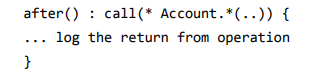 after() : call(* Account.*(..)) {
... log the return from operation
}